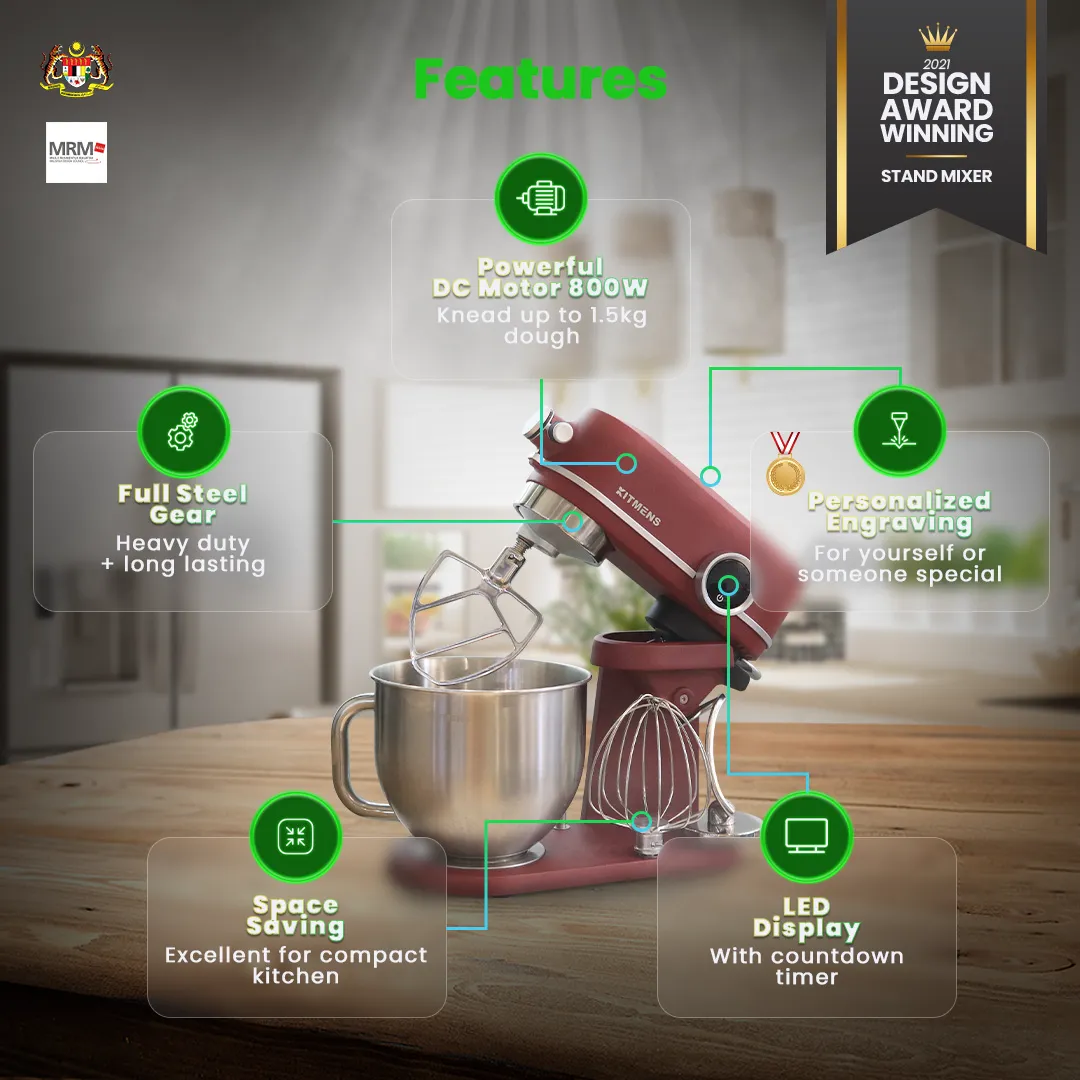 Features
2021
DESIGN
AWARD
WINNING
STAND MIXER
MRM
Powerful
DC Motor 800W
Knead up to 1.5kg
dough
Full Steel
Gear
Heavy duty
+ long lasting
Personalized
Engraving
For yourself or
someone special
KITMENS
Space
Saving
Excellent for compact
kitchen
LED
Display
With countdown
timer